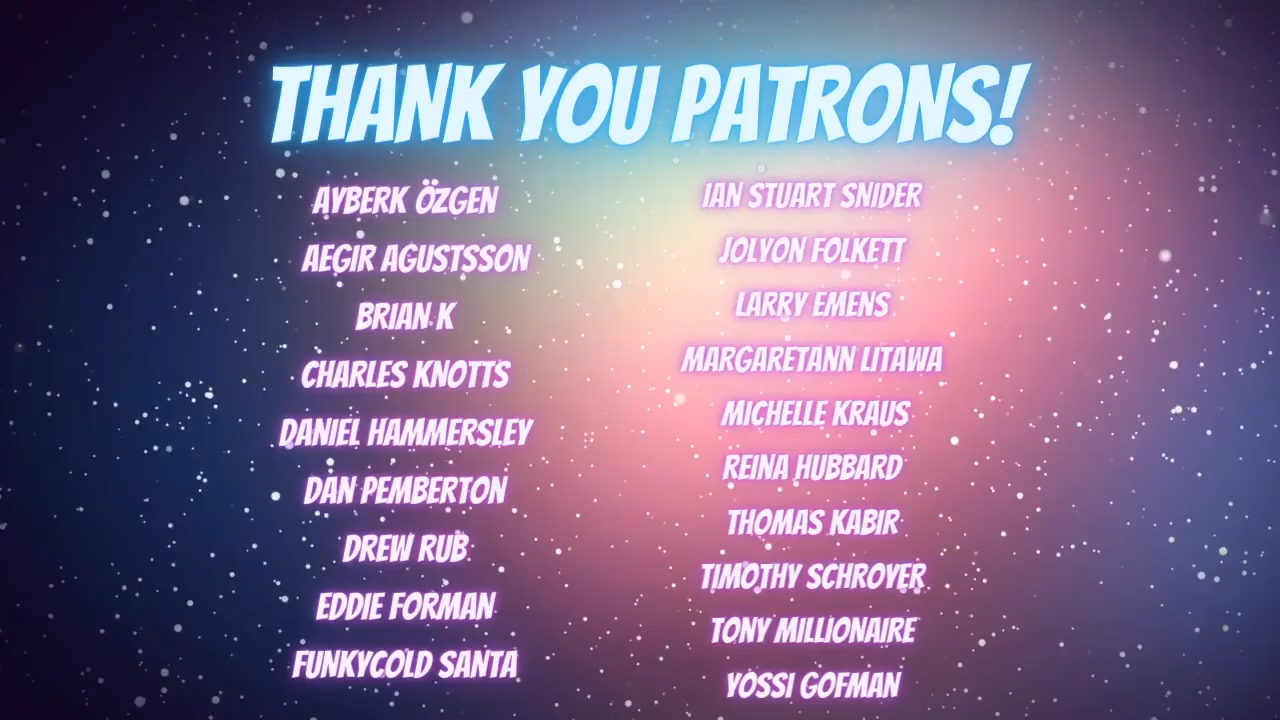 THANK YOU PATRONS!
AYBERK ÖZGEN
AEGIR AGUSTSSON
BRIAN K
CHARLES KNOTTS
DANIEL HAMMERSLEY
DAN PEMBERTON
DREW RUB
EDDIE FORMAN
FUNKYCOLD SANTA
IAN STUART SNIDER
JOLYON FOLKETT
LARRY EMENS
MARGARETANN LITAWA
MICHELLE KRAUS
REINA HUBBARD
THOMAS KABIR
TIMOTHY SCHROYER
TONY MILLIONAIRE
YOSSI GOFMAN